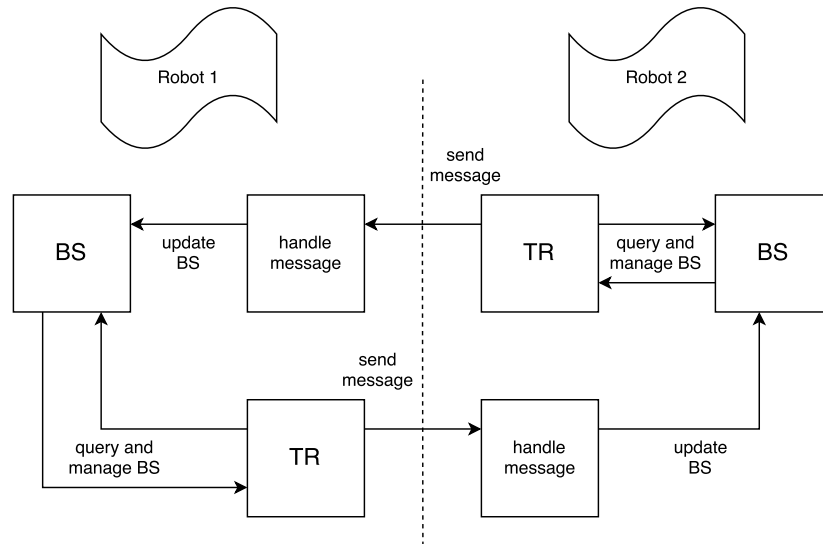 Robot 1
Robot 2
send
message
BS
update
BS
handle
message
TR
query and
manage BS
BS
send
message
query and
manage BS
TR
handle
message
update
BS